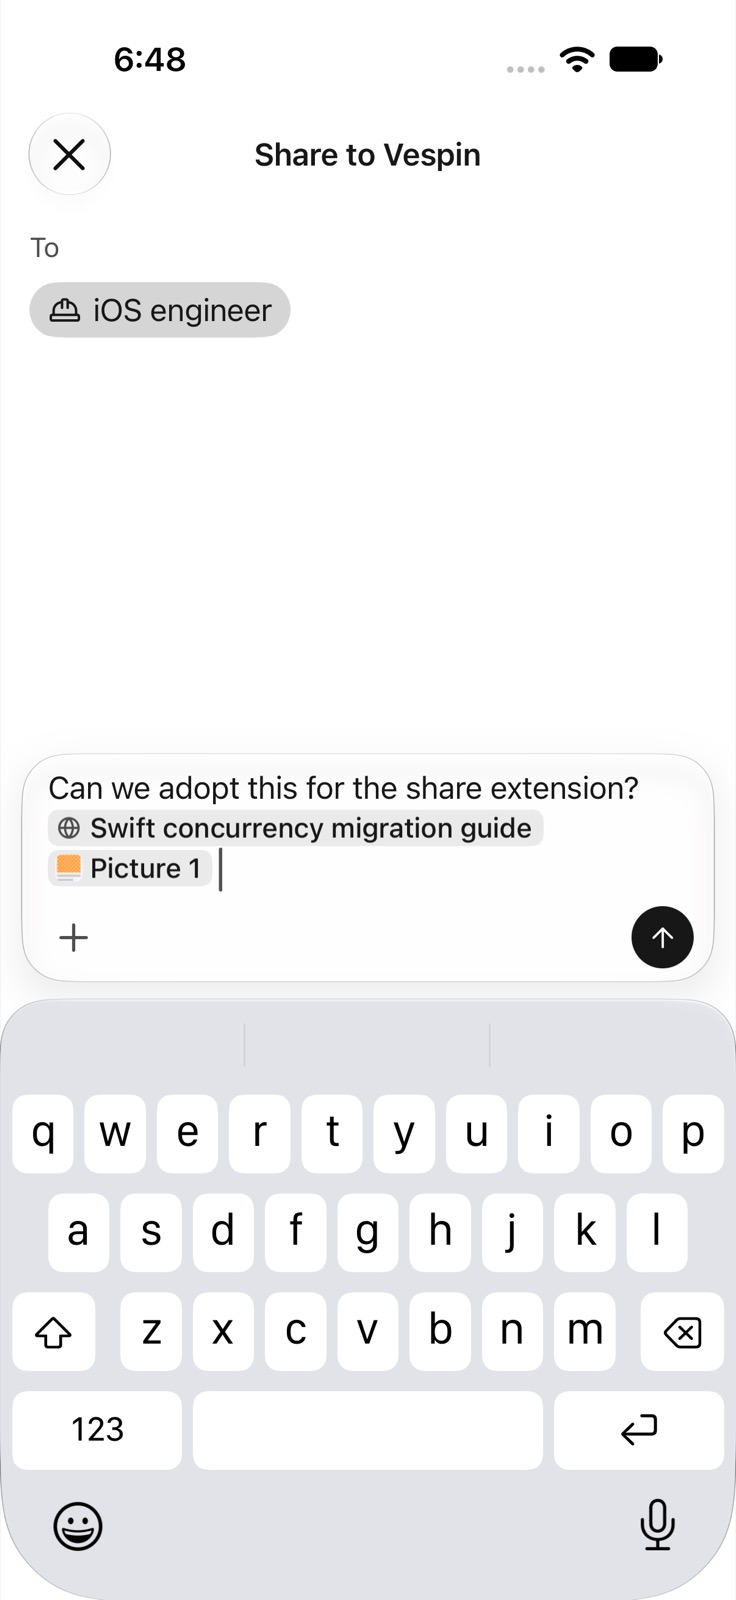 6:48
Share to Vespin
To
iOS engineer
Can we adopt this for the share extension?
Swift concurrency migration guide
Picture 1
q w e r t y u i o p
a s d f g h j k l
z x c v b n m
123